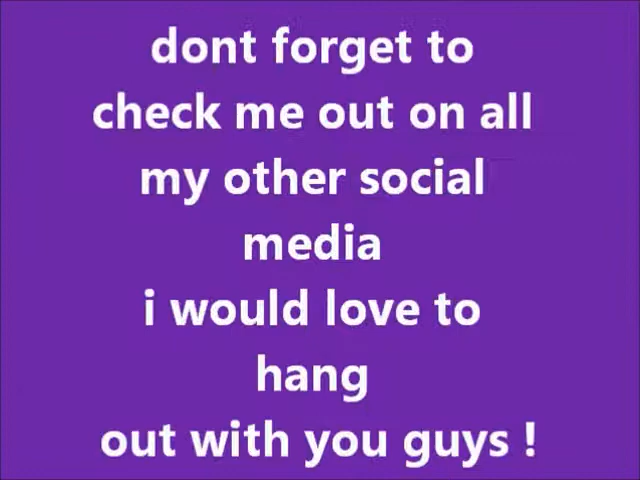 dont forget to
check me out on all
my other social
media
i would love to
hang
out with you guys !